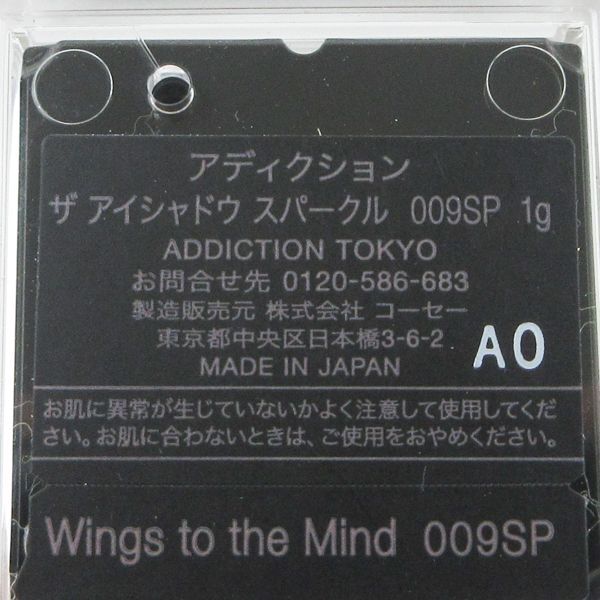 アディクション
ザ アイシャドウ スパークル 009SP 1g
ADDICTION TOKYO
お問合せ先 0120-586-683
製造販売元 株式会社 コーセー
東京都中央区日本橋3-6-2
MADE IN JAPAN
AO
お肌に異常が生じていないかよく注意して使用してくだ
さい。お肌に合わないときは、ご使用をおやめください。
Wings to the Mind 009SP